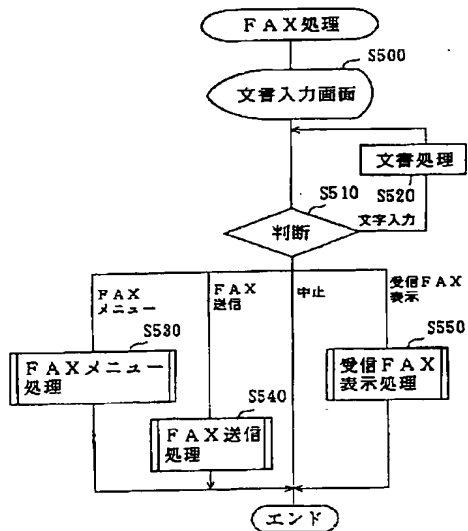 FAX処理
S500
文書入力画面
文書処理
S520
S510
判断
文字入力
FAX
メニュー
FAX
送信
中止
受信FAX
表示
S530
FAXメニュー
処理
S540
FAX送信
処理
S550
受信FAX
表示処理
エンド